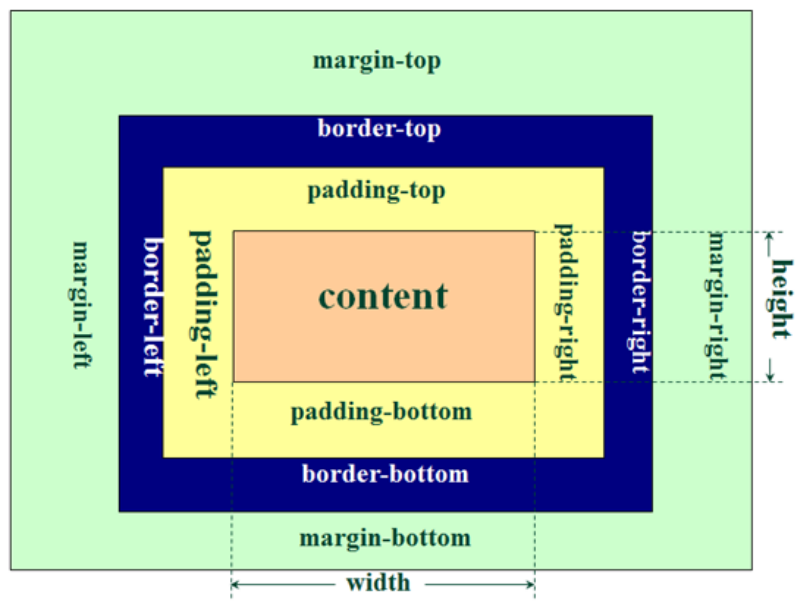 margin-top
border-top
padding-top
margin-left
border-left
padding-left
content
padding-right
border-right
margin-right
height
padding-bottom
border-bottom
margin-bottom
width